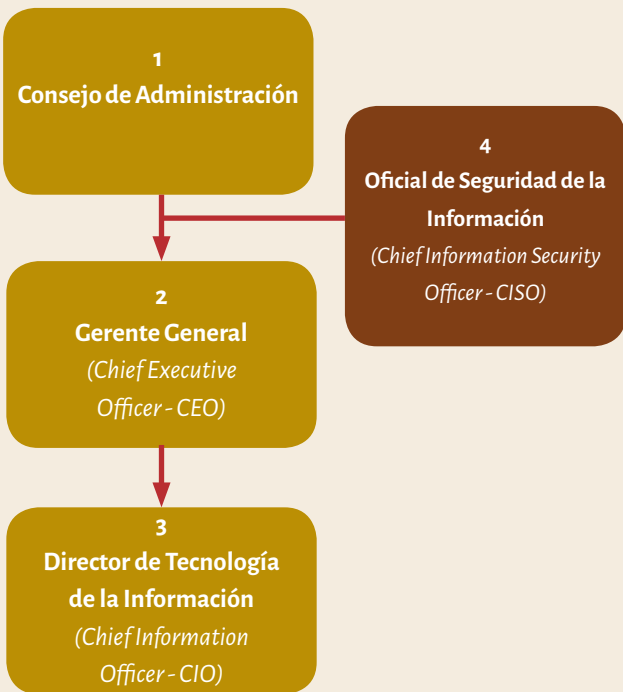 1
Consejo de Administración
4
Oficial de Seguridad de la
Información
(Chief Information Security
Officer - CISO)
2
Gerente General
(Chief Executive
Officer - CEO)
3
Director de Tecnología
de la Información
(Chief Information
Officer - CIO)